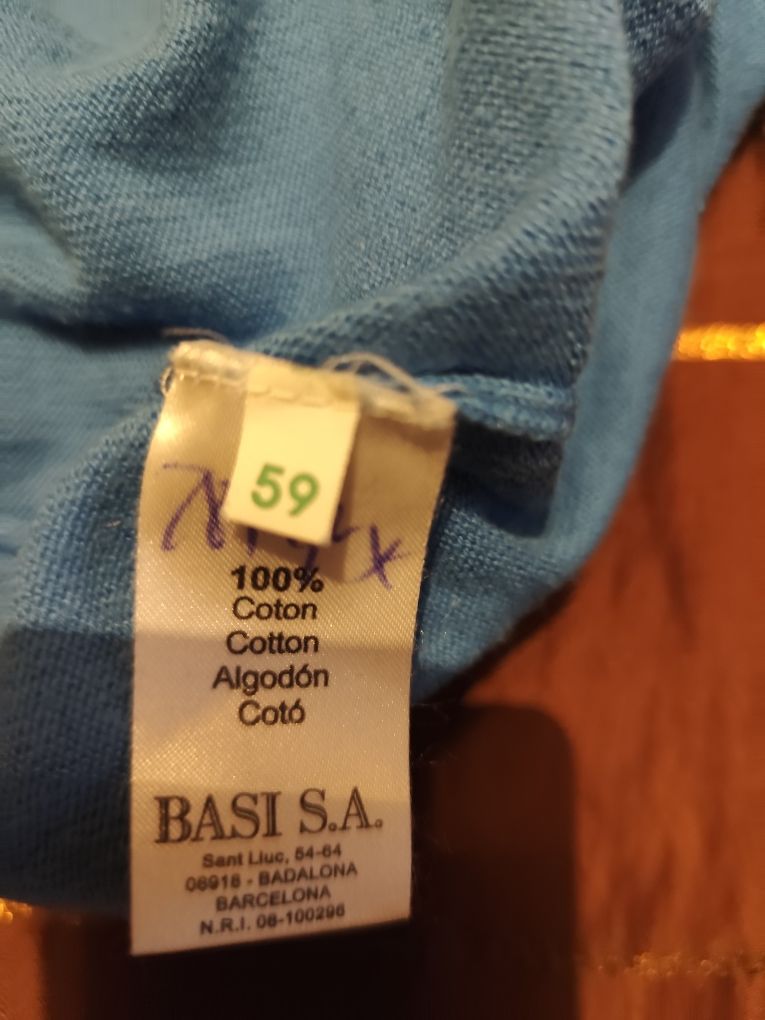 59
100%
Coton
Cotton
Algodón
Cotó
BASI S.A.
Sant Lluc, 54-64
08918 - BADALONA
BARCELONA
N.R.I. 08-100296